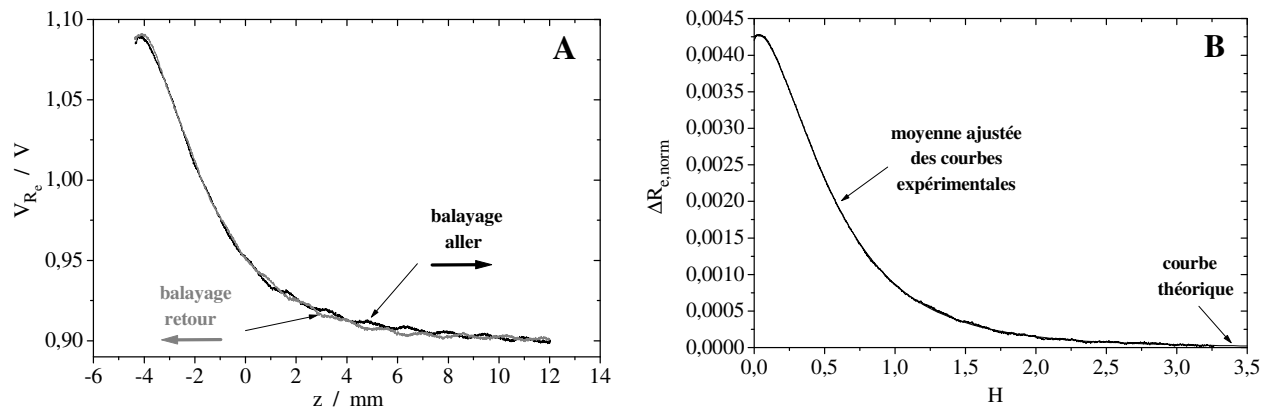 A
1,10
1,05
1,00
0,95
0,90
V_{R_e} / V
balayage
aller
balayage
retour
-6 -4 -2 0 2 4 6 8 10 12 14
z / mm
B
0,0045
0,0040
0,0035
0,0030
0,0025
0,0020
0,0015
0,0010
0,0005
0,0000
ΔR_{e,norm}
moyenne ajustée
des courbes
expérimentales
courbe
théorique
0,0 0,5 1,0 1,5 2,0 2,5 3,0 3,5
H